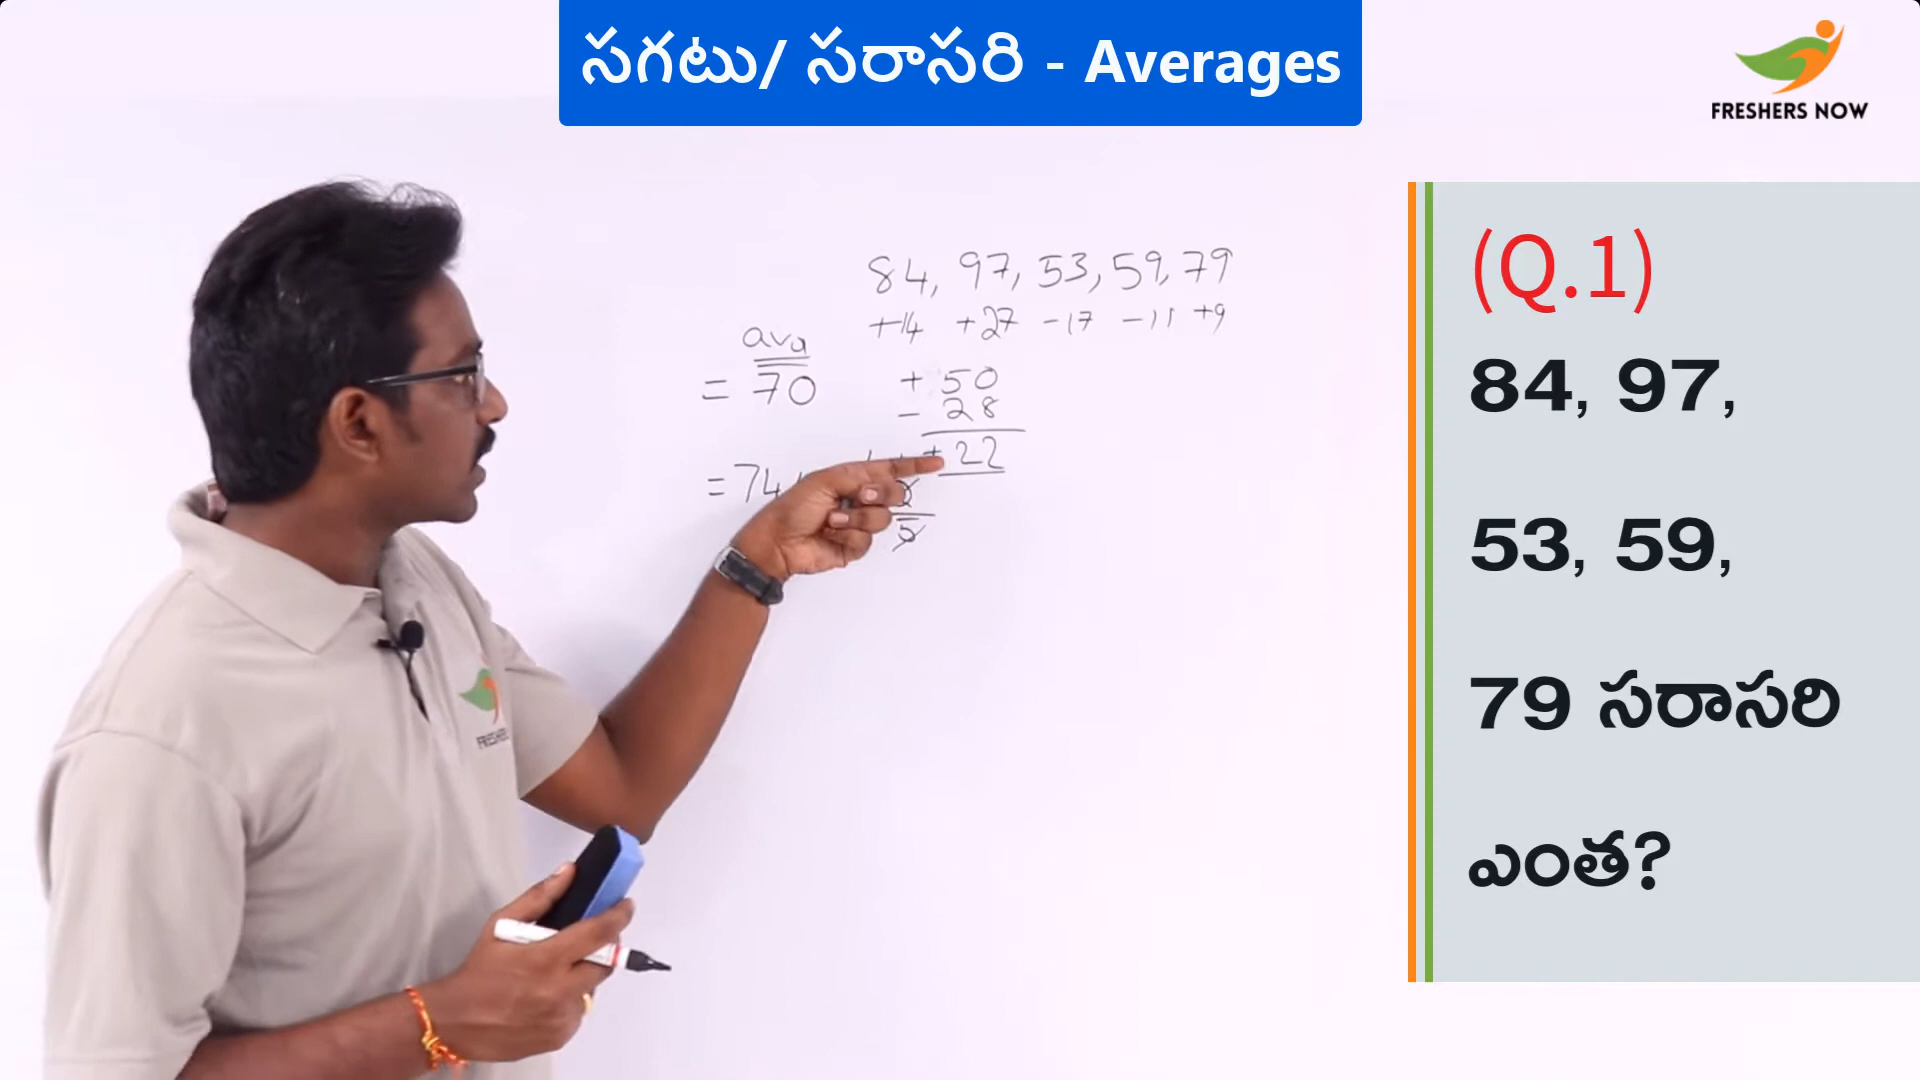 సగటు/ సరాసరి - Averages
FRESHERS NOW
84, 97, 53, 59, 79
+14 +27 -17 -11 +9
avg
= 70
+ 50
- 28
+ 22
= 74
5
(Q.1)
84, 97,
53, 59,
79 సరాసరి
ఎంత?